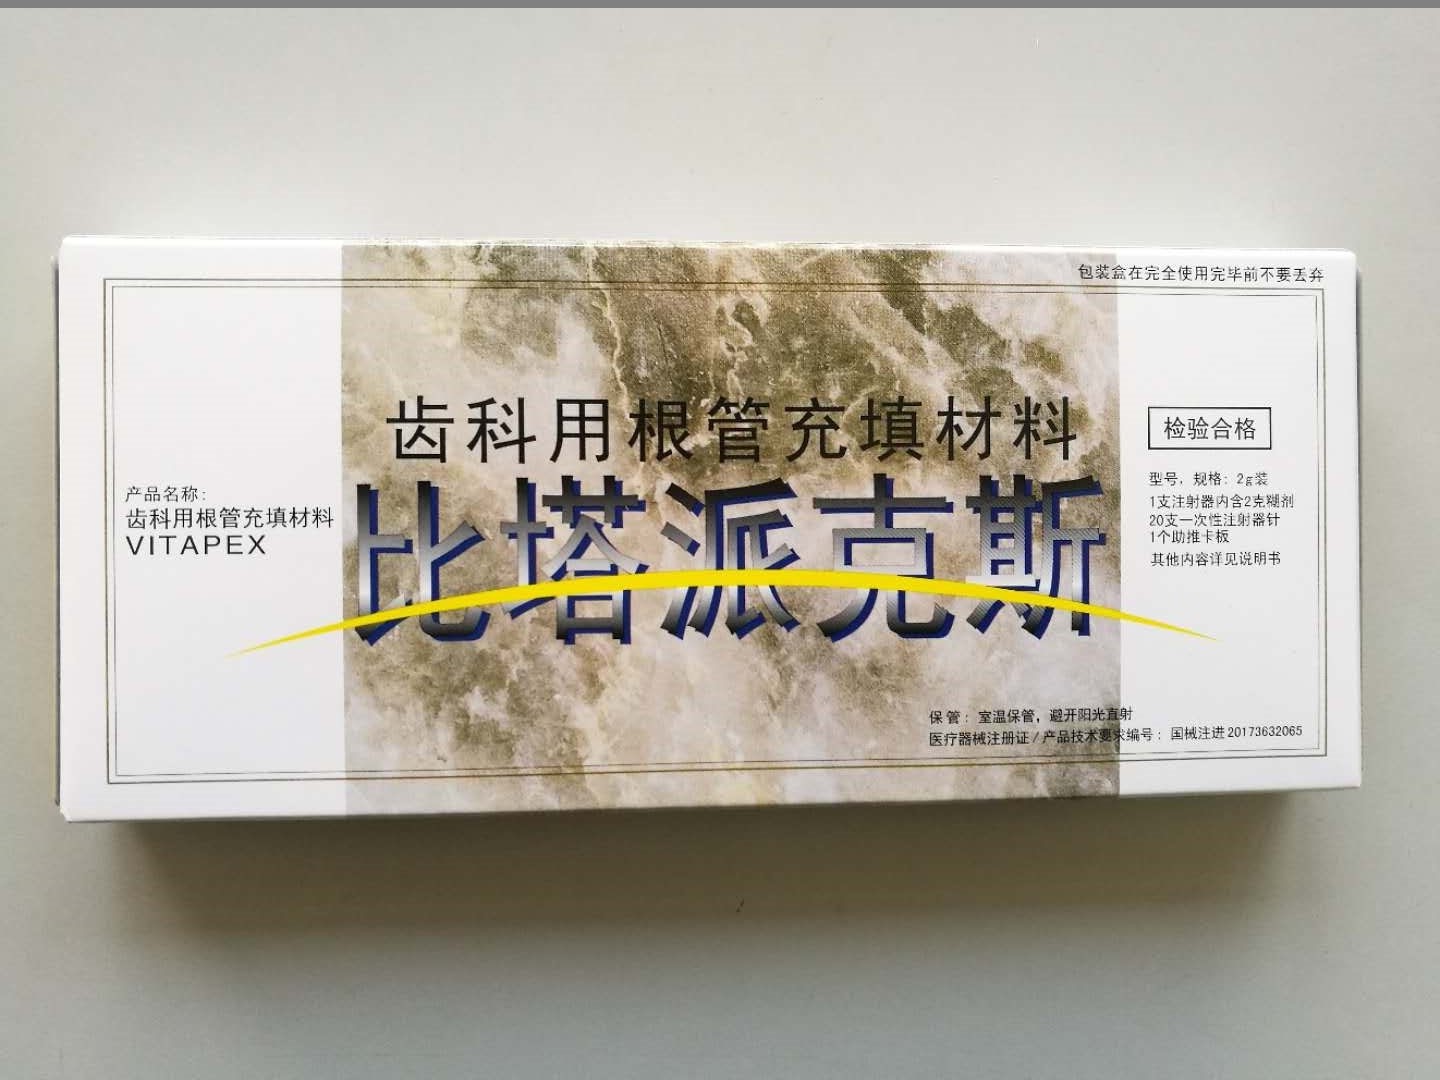 包装盒在完全使用完毕前不要丢弃
齿科用根管充填材料
比塔派克斯
产品名称:
齿科用根管充填材料
VITAPEX
检验合格
型号，规格: 2g装
1支注射器内含2克糊剂
20支一次性注射器针
1个助推卡板
其他内容详见说明书
保管: 室温保管，避开阳光直射
医疗器械注册证/产品技术要求编号: 国械注进20173632065